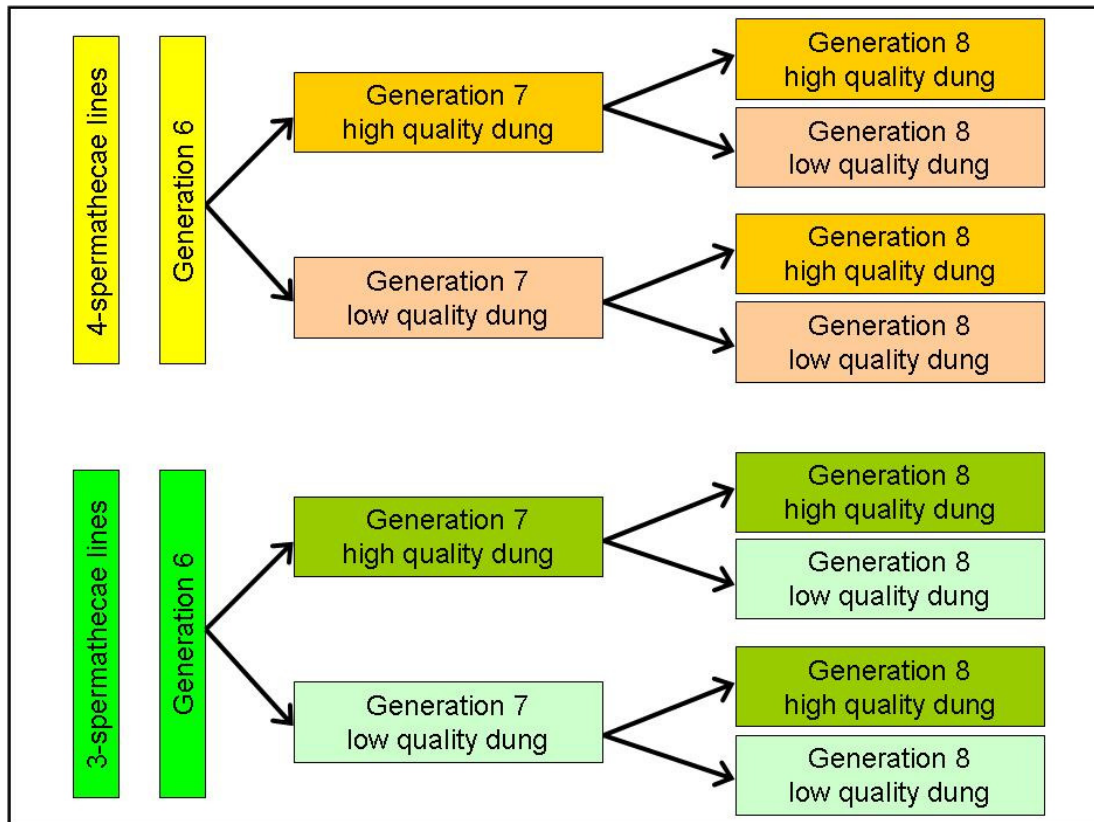 4-spermathecae lines
Generation 6
Generation 7
high quality dung
Generation 8
high quality dung
Generation 8
low quality dung
Generation 7
low quality dung
Generation 8
high quality dung
Generation 8
low quality dung
3-spermathecae lines
Generation 6
Generation 7
high quality dung
Generation 8
high quality dung
Generation 8
low quality dung
Generation 7
low quality dung
Generation 8
high quality dung
Generation 8
low quality dung